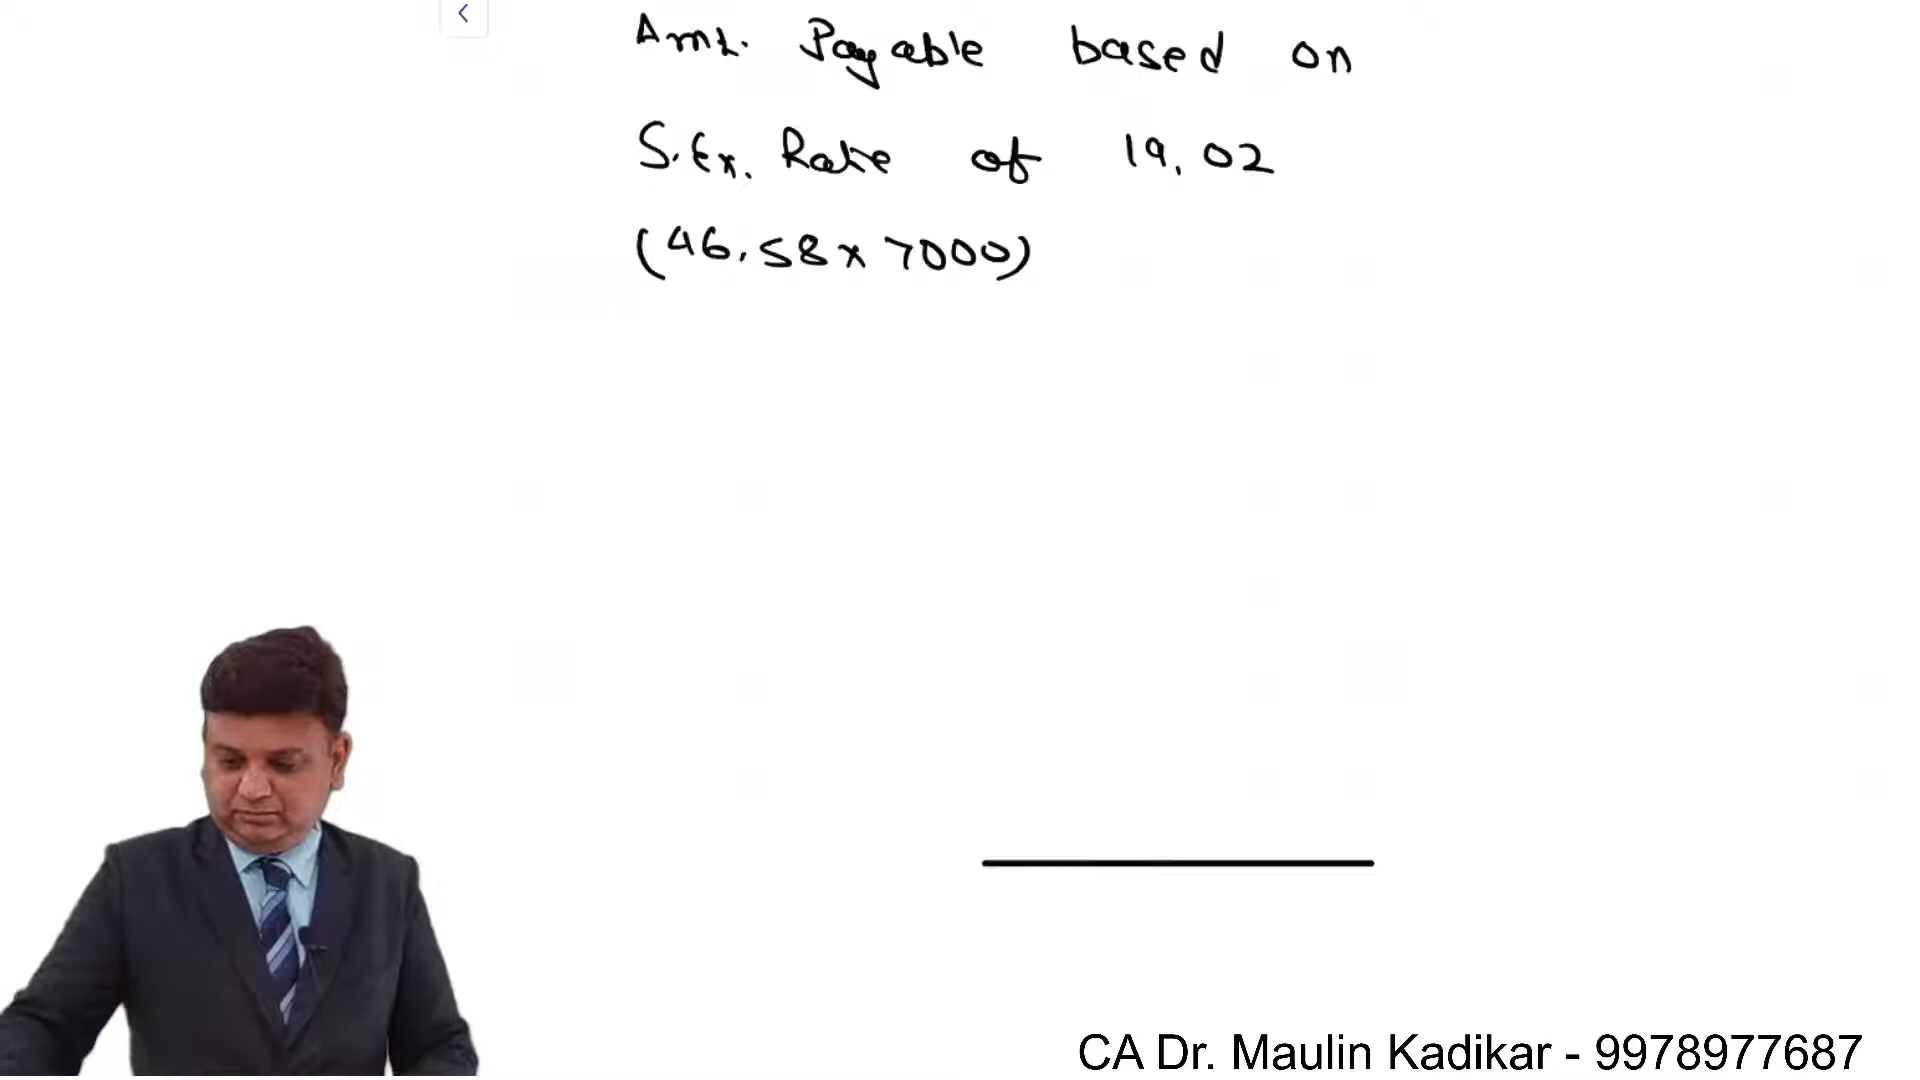 Amt. Payable based on
S.Ex. Rate of 19.02
(46.58 x 7000)
CA Dr. Maulin Kadikar - 9978977687